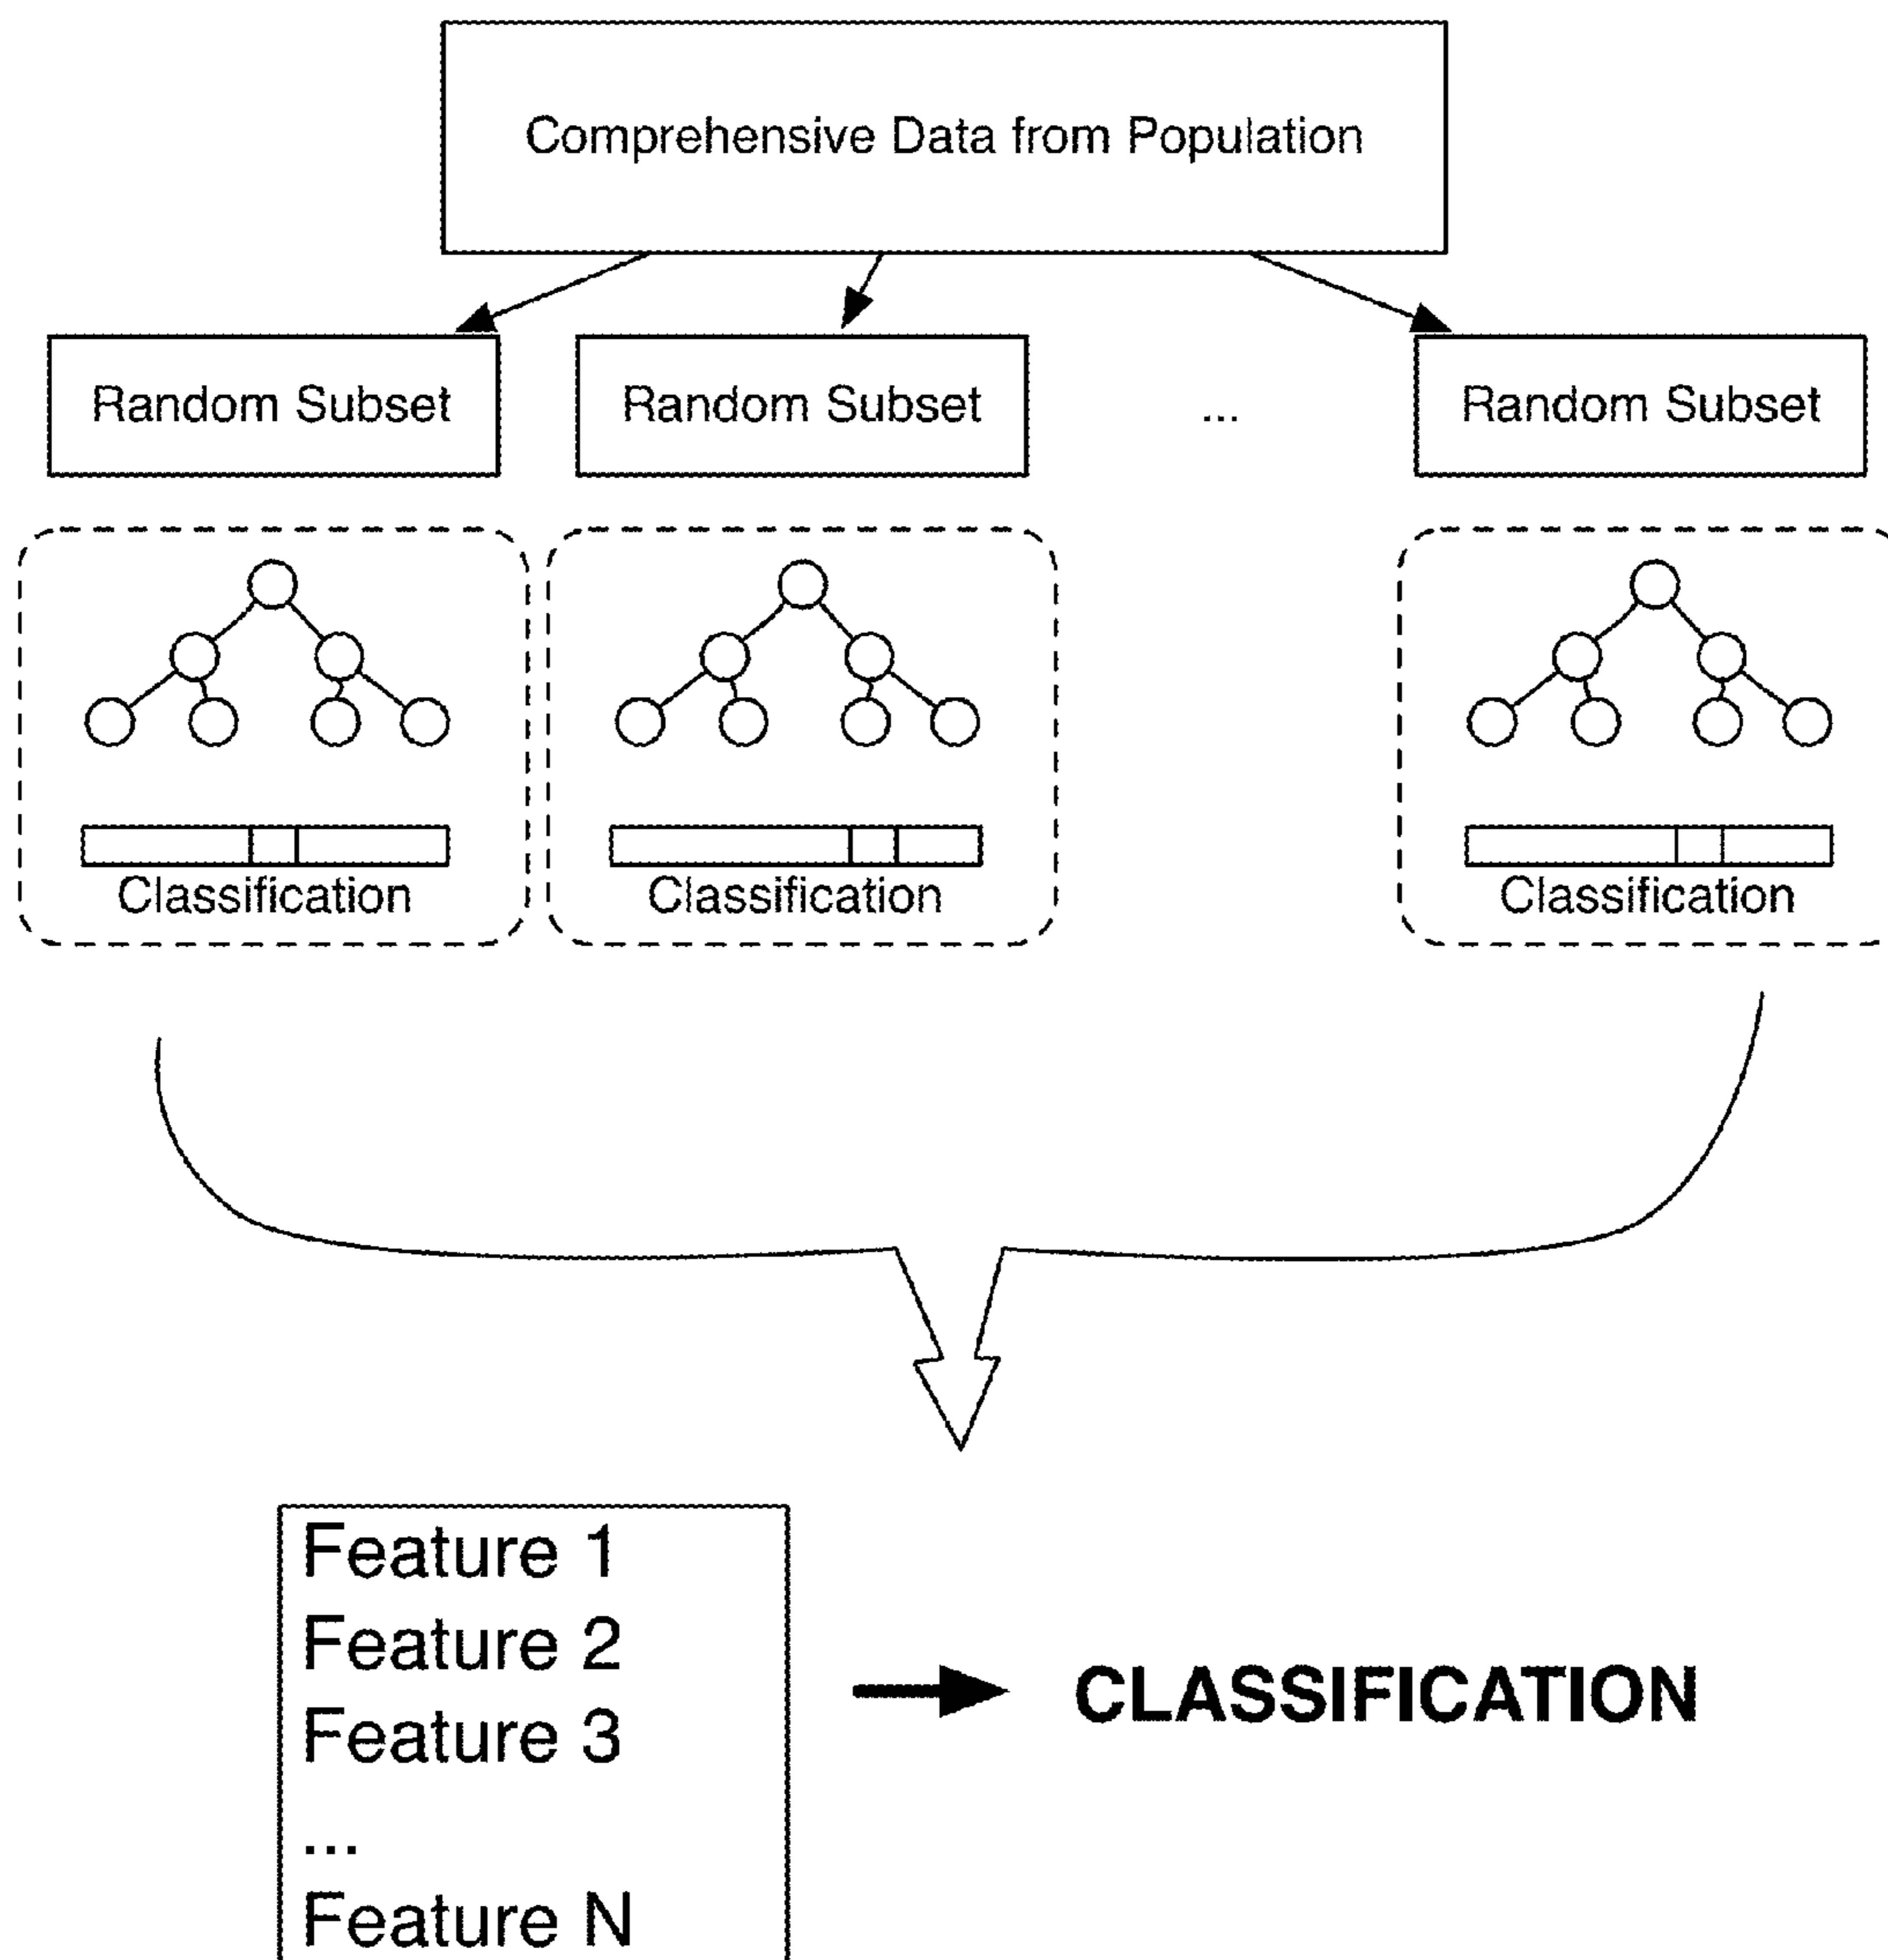 Comprehensive Data from Population
Random Subset
Random Subset
...
Random Subset
Classification
Classification
Classification
Feature 1
Feature 2
Feature 3
...
Feature N
CLASSIFICATION